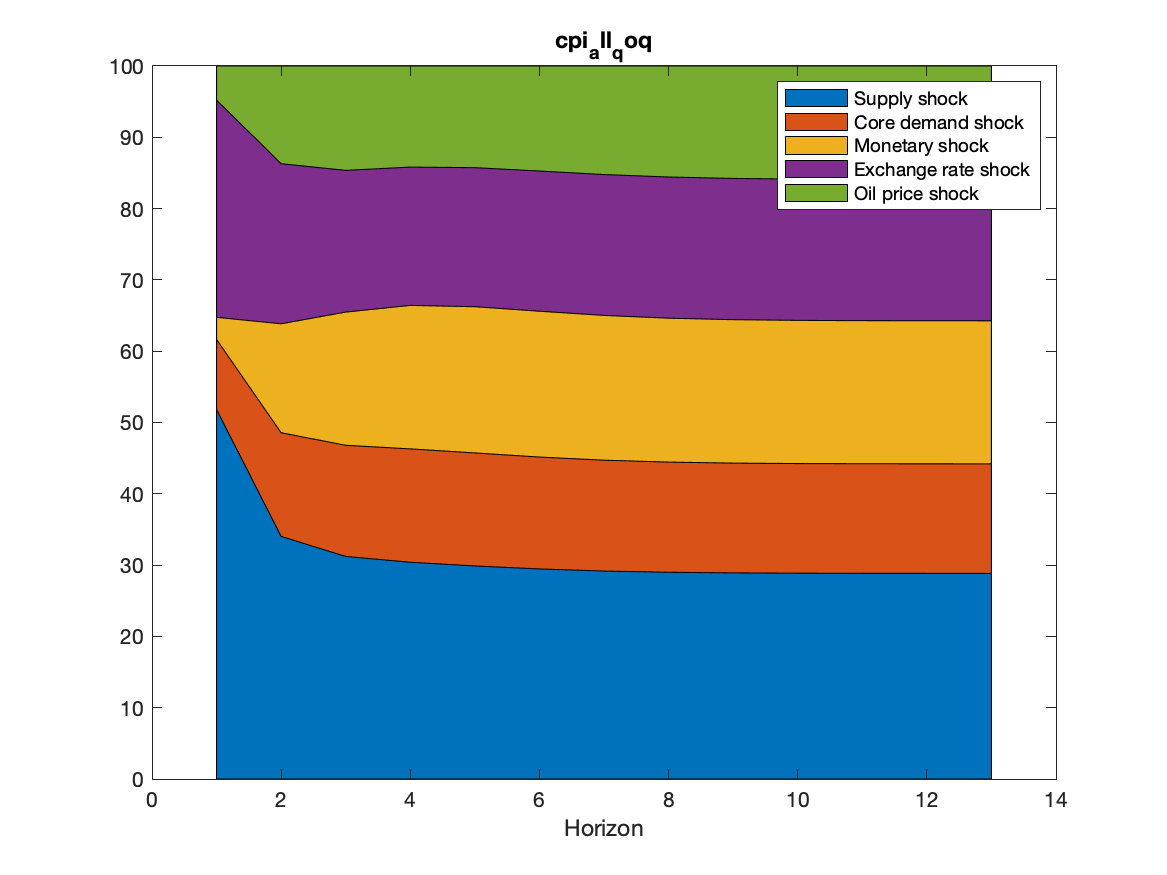 cpiallqoq
100
90
80
70
60
50
40
30
20
10
0
Supply shock
Core demand shock
Monetary shock
Exchange rate shock
Oil price shock
0 2 4 6 8 10 12 14
Horizon